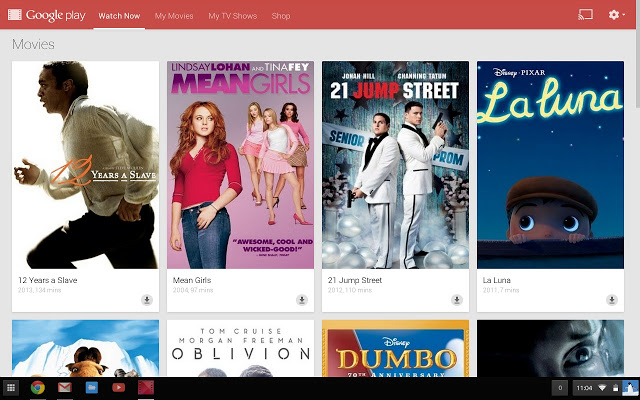 Google play
Watch Now
My Movies
My TV Shows
Shop
Movies
12 YEARS A SLAVE
LINDSAY LOHAN AND TINA FEY
MEAN GIRLS
"AWESOME, COOL AND
WICKED-GOOD!"
JONAH HILL
CHANNING TATUM
21 JUMP STREET
SENIOR
PROM
Disney · PIXAR
La luna
12 Years a Slave
2013, 134 mins
Mean Girls
2004, 97 mins
21 Jump Street
2012, 110 mins
La Luna
2011, 7 mins
TOM CRUISE
MORGAN FREEMAN
OBLIVION
Disney
DUMBO
70TH ANNIVERSARY
0
11:04